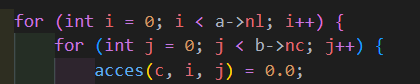 for (int i = 0; i < a->nl; i++) {
for (int j = 0; j < b->nc; j++) {
acces(c, i, j) = 0.0;